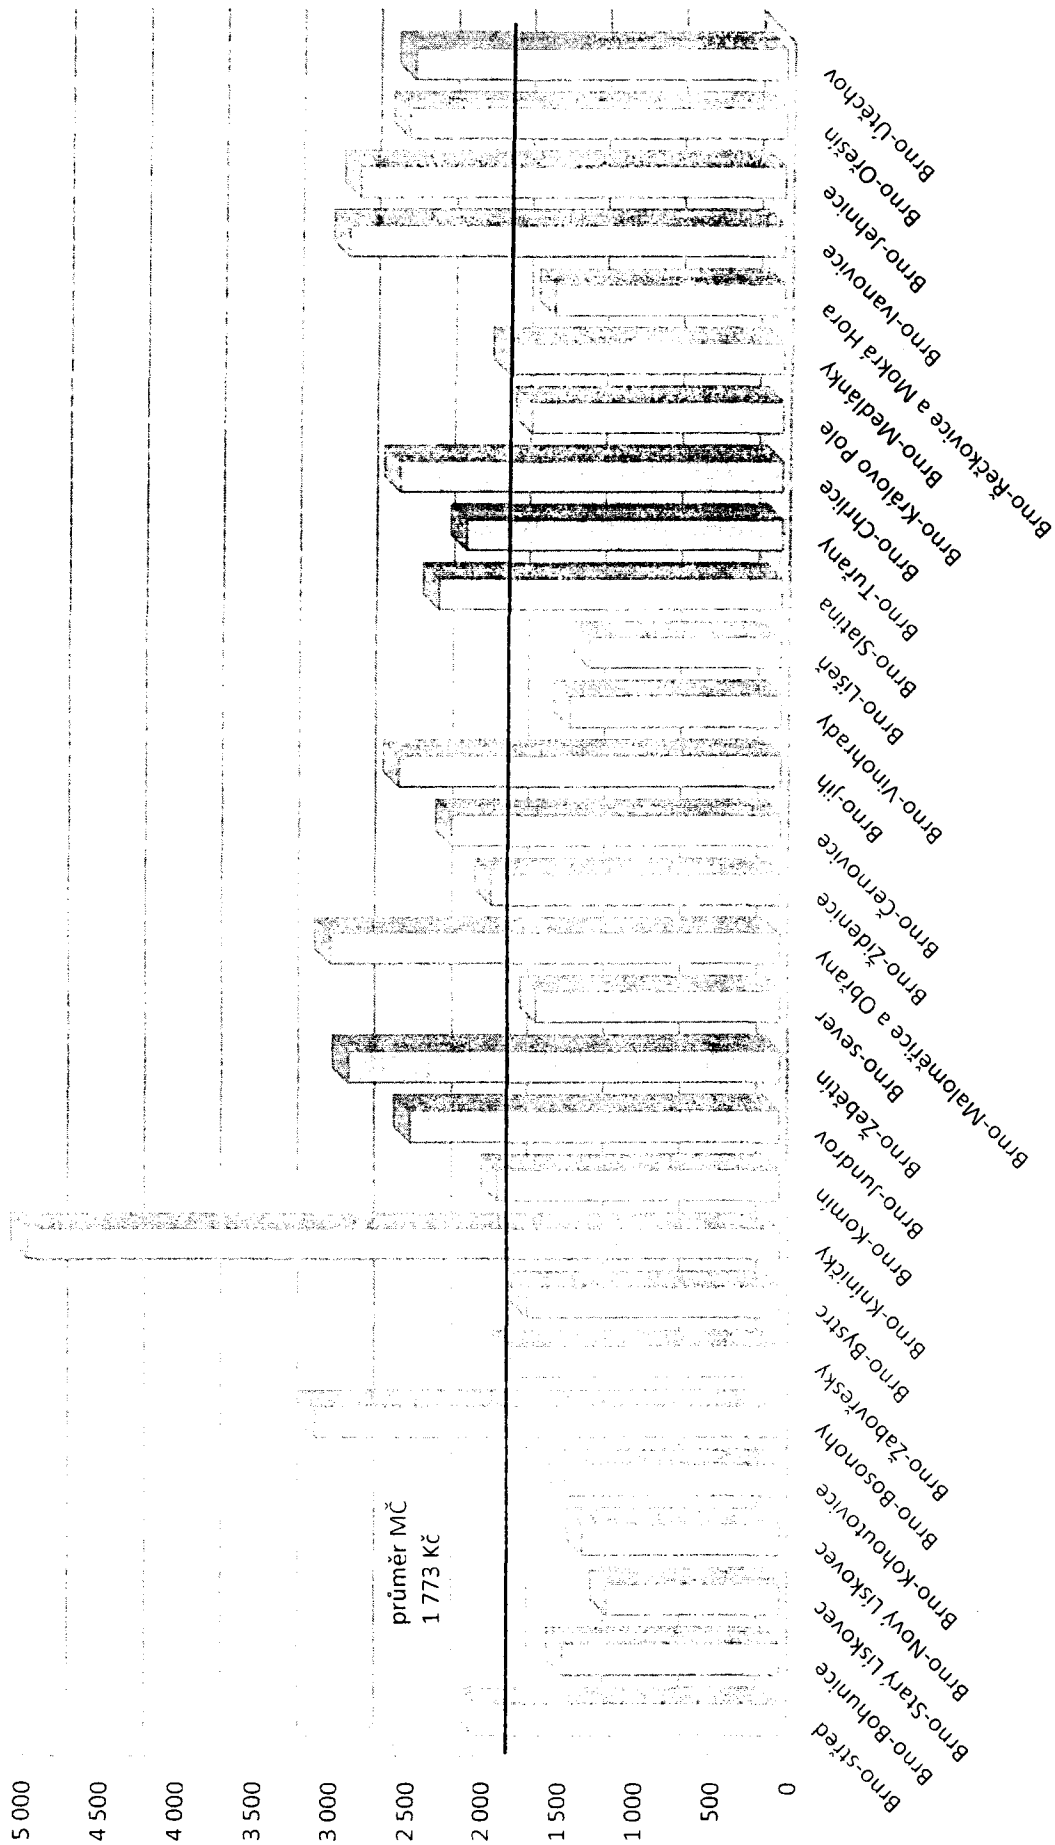 5 000
4 500
4 000
3 500
3 000
2 500
2 000
1 500
1 000
500
0
průměr MČ
1 773 Kč
Brno-střed
Brno-Bohunice
Brno-Starý Lískovec
Brno-Nový Lískovec
Brno-Kohoutovice
Brno-Bosonohy
Brno-Žabovřesky
Brno-Bystrc
Brno-Kníničky
Brno-Komín
Brno-Jundrov
Brno-Žebětín
Brno-sever
Brno-Maloměřice a Obřany
Brno-Židenice
Brno-Černovice
Brno-jih
Brno-Vinohrady
Brno-Líšeň
Brno-Slatina
Brno-Tuřany
Brno-Chrlice
Brno-Královo Pole
Brno-Medlánky
Brno-Řečkovice a Mokrá Hora
Brno-Ivanovice
Brno-Jehnice
Brno-Ořešín
Brno-Útěchov